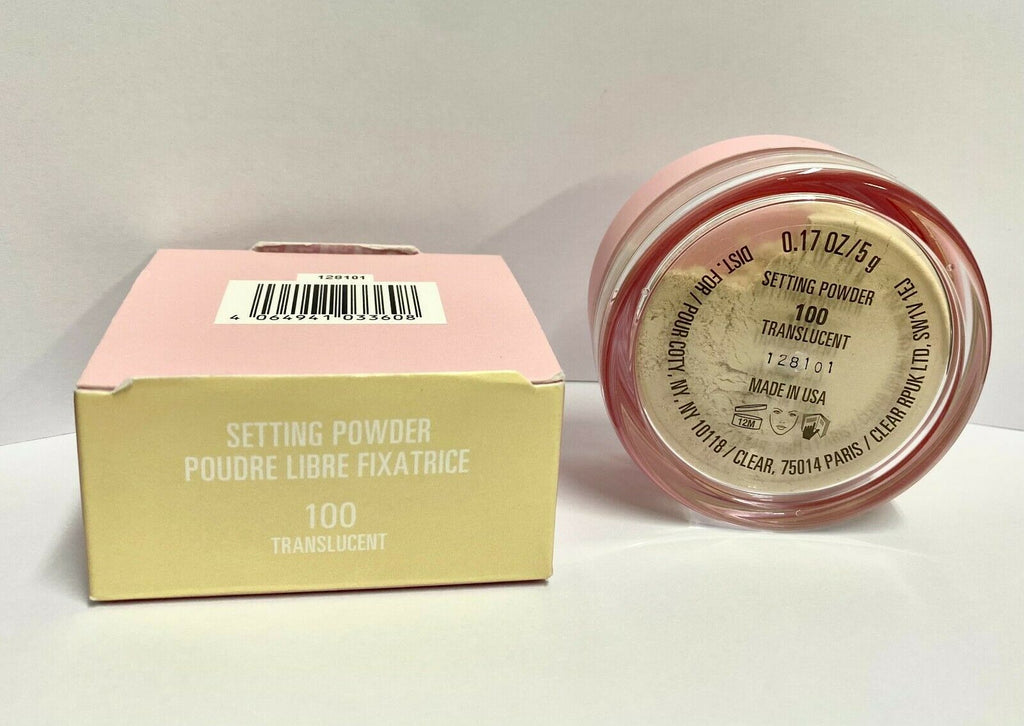 128101
4 064941 033608
SETTING POWDER
POUDRE LIBRE FIXATRICE
100
TRANSLUCENT
0.17 OZ/5 g
SETTING POWDER
100
TRANSLUCENT
128101
MADE IN USA
12M
DIST. FOR / POUR COTY, NY, NY 10118 / CLEAR, 75014 PARIS / CLEAR RPUK LTD, SW1V 1EJ